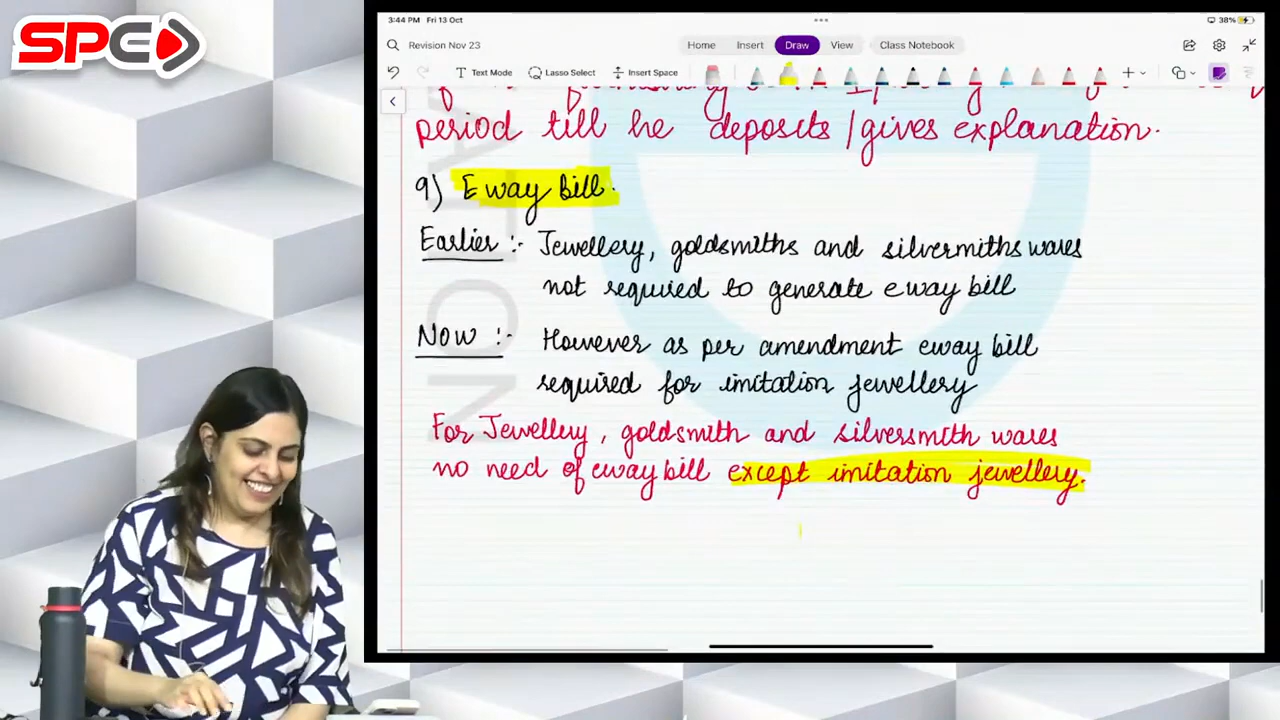 SPE
3:44 PM Fri 13 Oct
38%
Revision Nov 23
Home Insert Draw View Class Notebook
Text Mode Lasso Select Insert Space
period till he deposits/gives explanation.
9) E way bill.
Earlier :- Jewellery, goldsmiths and silvermiths wares
not required to generate eway bill
Now :- However as per amendment eway bill
required for imitation jewellery
For Jewellery, goldsmith and silversmith wares
no need of eway bill except imitation jewellery.